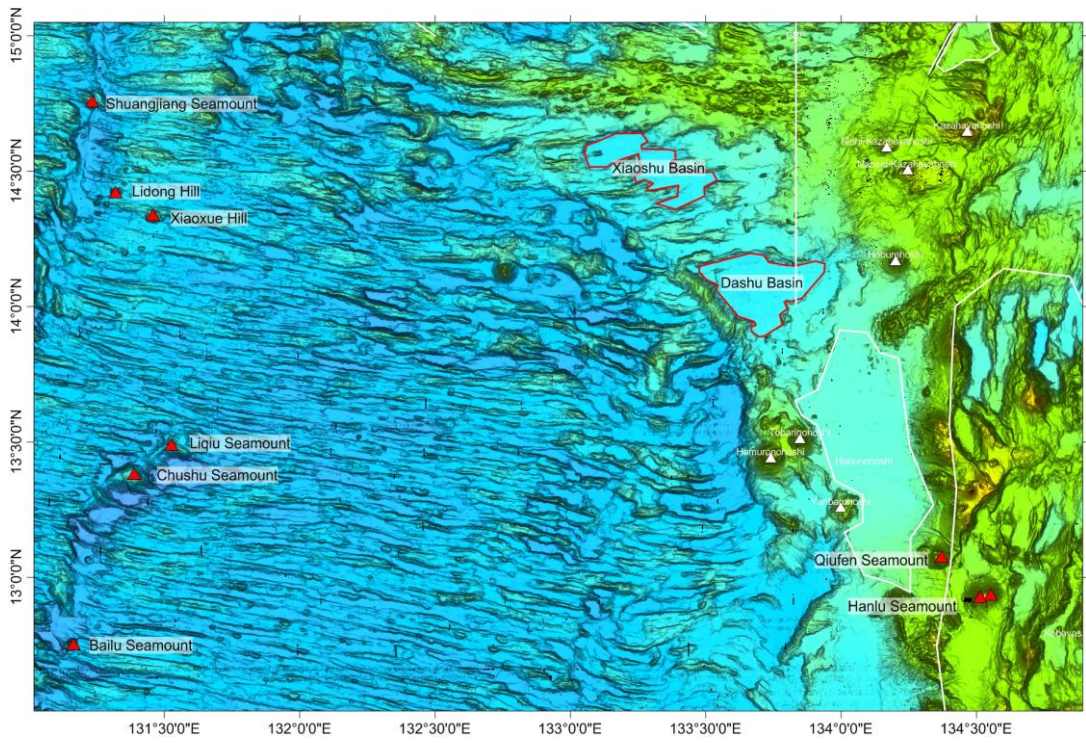 15°0'0"N
Shuangjiang Seamount
Kazahayanohoshi
14°30'0"N
Xiaoshu Basin
Lidong Hill
Xiaoxue Hill
Hoburehoshi
Dashu Basin
14°0'0"N
13°30'0"N
Liqiu Seamount
Hamuronohoshi
Habunohoshi
Chushu Seamount
13°0'0"N
Qiufen Seamount
Hanlu Seamount
Bailu Seamount
131°30'0"E
132°0'0"E
132°30'0"E
133°0'0"E
133°30'0"E
134°0'0"E
134°30'0"E